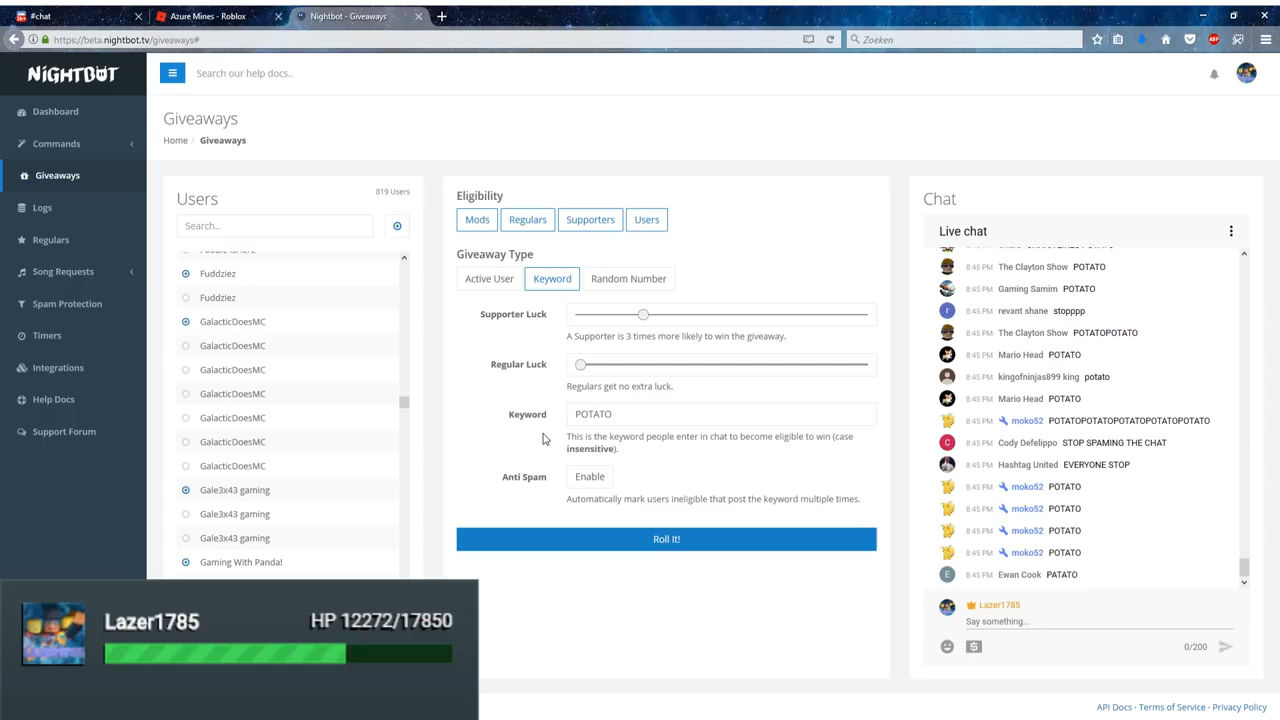 #chat
Azure Mines - Roblox
Nightbot - Giveaways
https://beta.nightbot.tv/giveaways#
Zoeken
ABP
NiGHTBOT
Search our help docs..
Dashboard
Commands
Giveaways
Logs
Regulars
Song Requests
Spam Protection
Timers
Integrations
Help Docs
Support Forum
Giveaways
Home / Giveaways
Users
819 Users
Search..
Fuddziez
Fuddziez
GalacticDoesMC
GalacticDoesMC
GalacticDoesMC
GalacticDoesMC
GalacticDoesMC
GalacticDoesMC
GalacticDoesMC
Gale3x43 gaming
Gale3x43 gaming
Gale3x43 gaming
Gaming With Panda!
Eligibility
Mods
Regulars
Supporters
Users
Giveaway Type
Active User
Keyword
Random Number
Supporter Luck
A Supporter is 3 times more likely to win the giveaway.
Regular Luck
Regulars get no extra luck.
Keyword
POTATO
This is the keyword people enter in chat to become eligible to win (case
insensitive).
Anti Spam
Enable
Automatically mark users ineligible that post the keyword multiple times.
Roll It!
Chat
Live chat
8:45 PM The Clayton Show POTATO
8:45 PM Gaming Samim POTATO
r 8:45 PM revant shane stopppp
8:45 PM The Clayton Show POTATOPOTATO
8:45 PM Mario Head POTATO
8:45 PM kingofninjas899 king potato
8:45 PM Mario Head POTATO
8:45 PM moko52 POTATOPOTATOPOTATOPOTATOPOTATO
C 8:45 PM Cody Defelippo STOP SPAMING THE CHAT
8:45 PM Hashtag United EVERYONE STOP
8:45 PM moko52 POTATO
8:45 PM moko52 POTATO
8:45 PM moko52 POTATO
8:45 PM moko52 POTATO
E 8:45 PM Ewan Cook PATATO
Lazer1785
Say something...
0/200
Lazer1785
HP 12272/17850
API Docs · Terms of Service · Privacy Policy